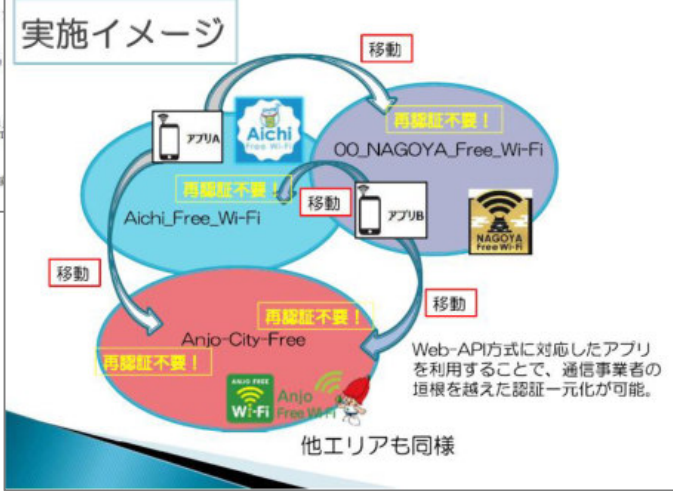 実施イメージ
移動
アプリA
Aichi
Free Wi-Fi
再認証不要！
00_NAGOYA_Free_Wi-Fi
再認証不要！
移動
Aichi_Free_Wi-Fi
アプリB
NAGOYA
Free Wi-Fi
移動
移動
再認証不要！
Anjo-City-Free
再認証不要！
Web-API方式に対応したアプリ
を利用することで、通信事業者の
垣根を越えた認証一元化が可能。
ANJO FREE
Wi-Fi
Anjo
Free Wi-Fi
他エリアも同様